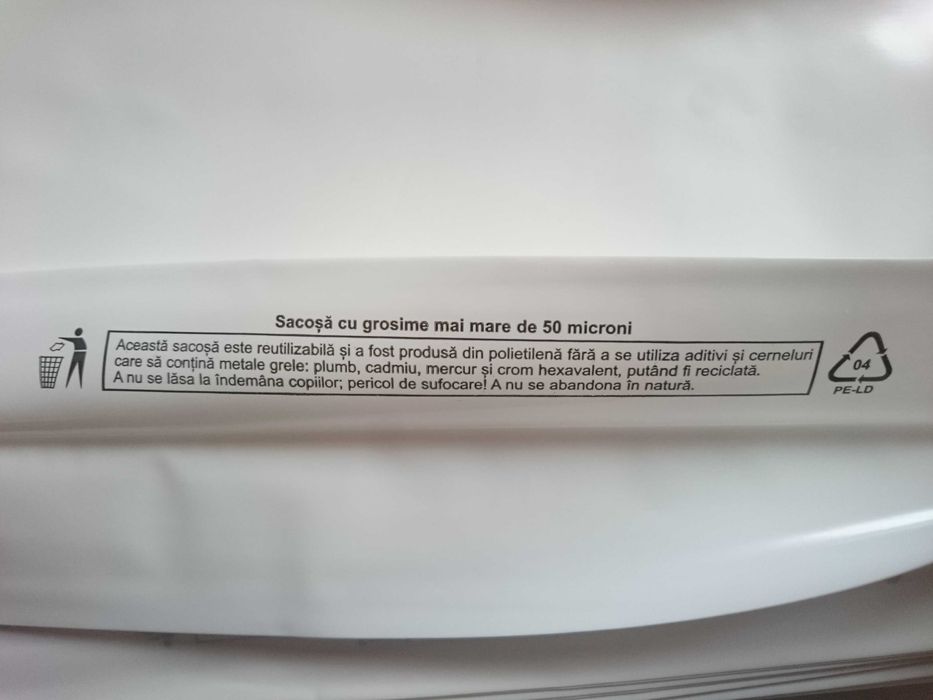 Sacoșă cu grosime mai mare de 50 microni
Această sacoșă este reutilizabilă și a fost produsă din polietilenă fără a se utiliza aditivi și cerneluri
care să conțină metale grele: plumb, cadmiu, mercur și crom hexavalent, putând fi reciclată.
A nu se lăsa la îndemâna copiilor; pericol de sufocare! A nu se abandona în natură.
04
PE-LD